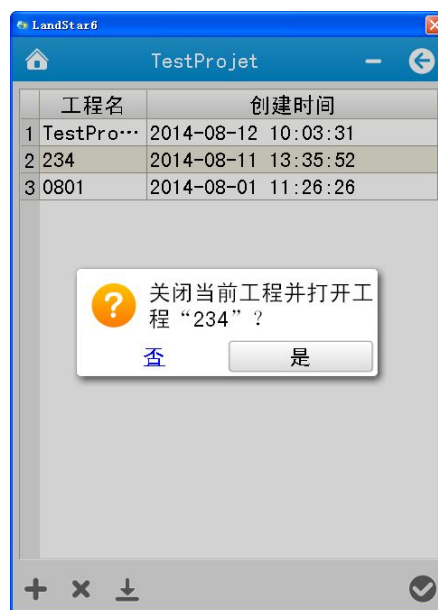 LandStar6
TestProjet
工程名 创建时间
1 TestPro… 2014-08-12 10:03:31
2 234 2014-08-11 13:35:52
3 0801 2014-08-01 11:26:26
关闭当前工程并打开工
程“234”？
否 是